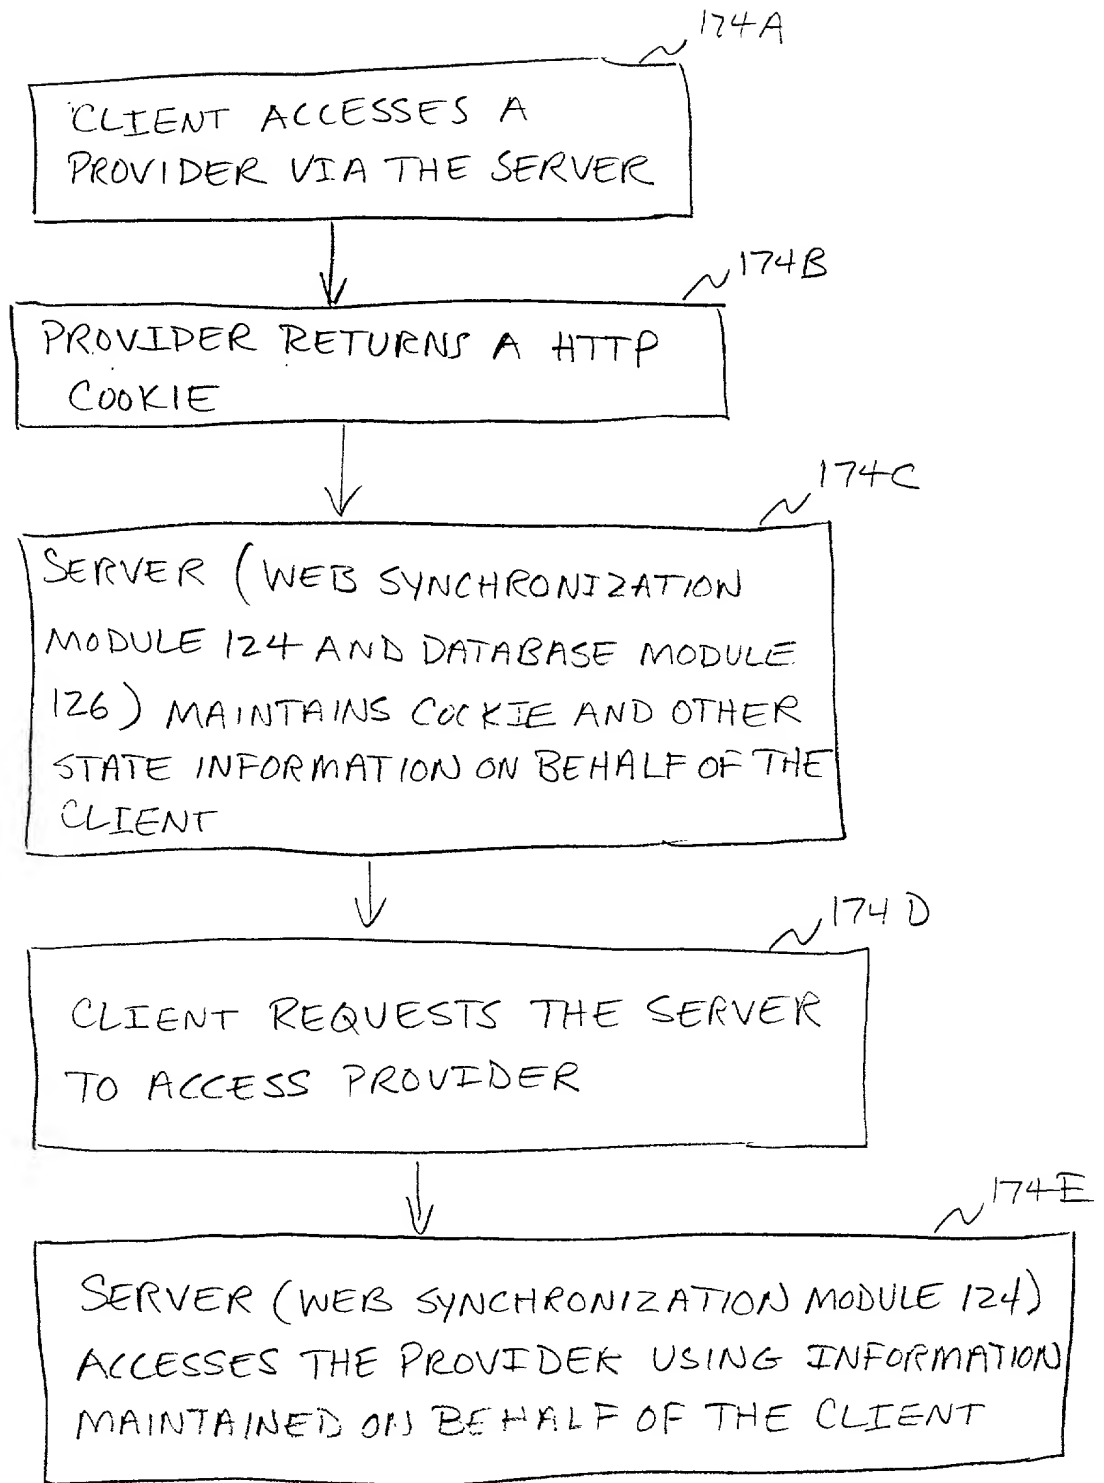 174A
CLIENT ACCESSES A
PROVIDER VIA THE SERVER
174B
PROVIDER RETURNS A HTTP
COOKIE
174C
SERVER (WEB SYNCHRONIZATION
MODULE 124 AND DATABASE MODULE
126) MAINTAINS COOKIE AND OTHER
STATE INFORMATION ON BEHALF OF THE
CLIENT
174D
CLIENT REQUESTS THE SERVER
TO ACCESS PROVIDER
174E
SERVER (WEB SYNCHRONIZATION MODULE 124)
ACCESSES THE PROVIDER USING INFORMATION
MAINTAINED ON BEHALF OF THE CLIENT